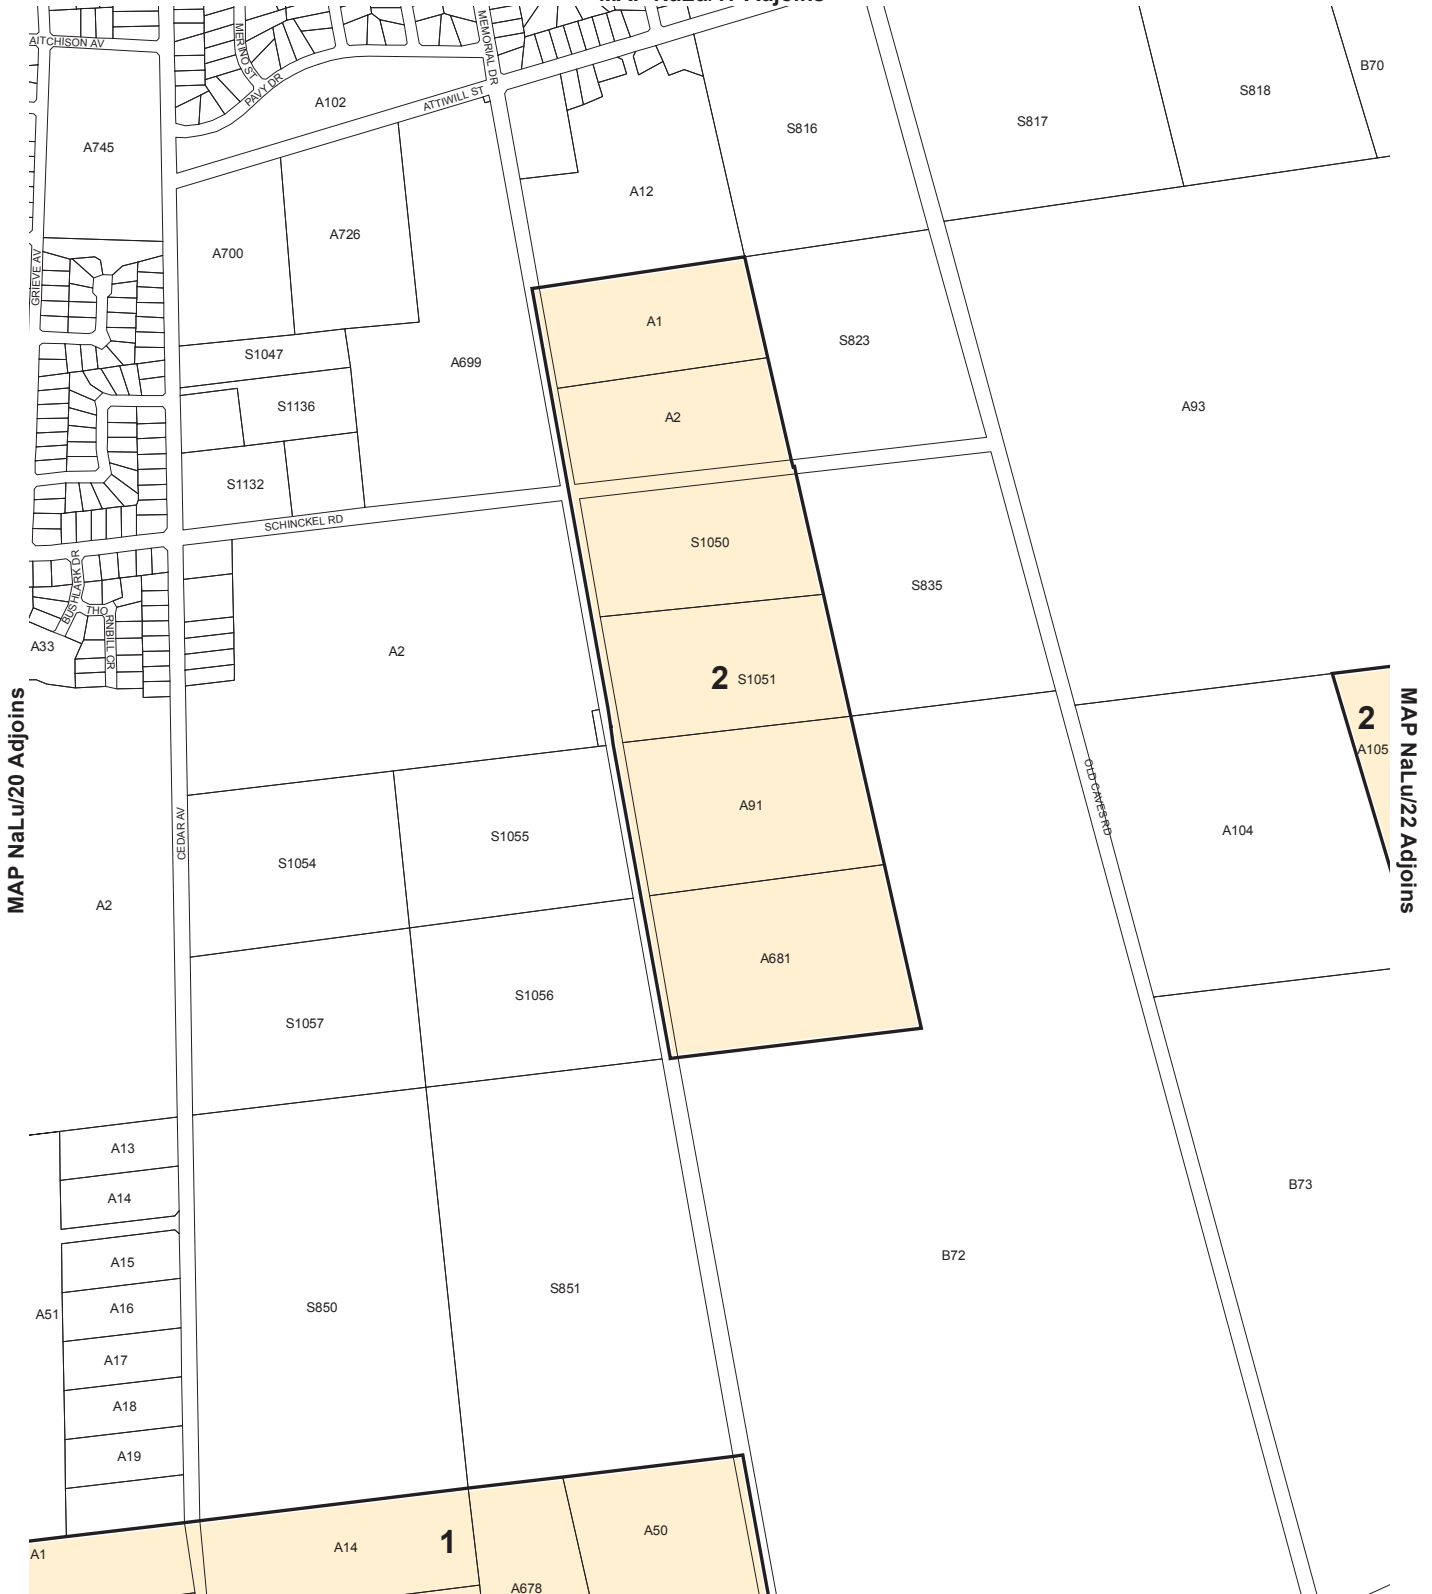 AITCHISON AV
MERINO ST
MEMORIAL DR
PAVY DR
A102
ATTIWILL ST
A745
S816
S817
S818
B70
A12
GRIEVE AV
A700
A726
A699
S1047
S1136
S1132
A1
A2
S823
A93
SCHINCKEL RD
S1050
S835
BUSHLARK DR
THO
RNBILL CR
A33
A2
2
S1051
MAP NaLu/20 Adjoins
CEDAR AV
A91
OLD CAVES RD
2
A105
MAP NaLu/22 Adjoins
A104
S1054
S1055
A2
A681
S1057
S1056
A13
A14
A15
A16
A51
A17
A18
A19
S850
S851
B72
B73
A1
A14
1
A50
A678